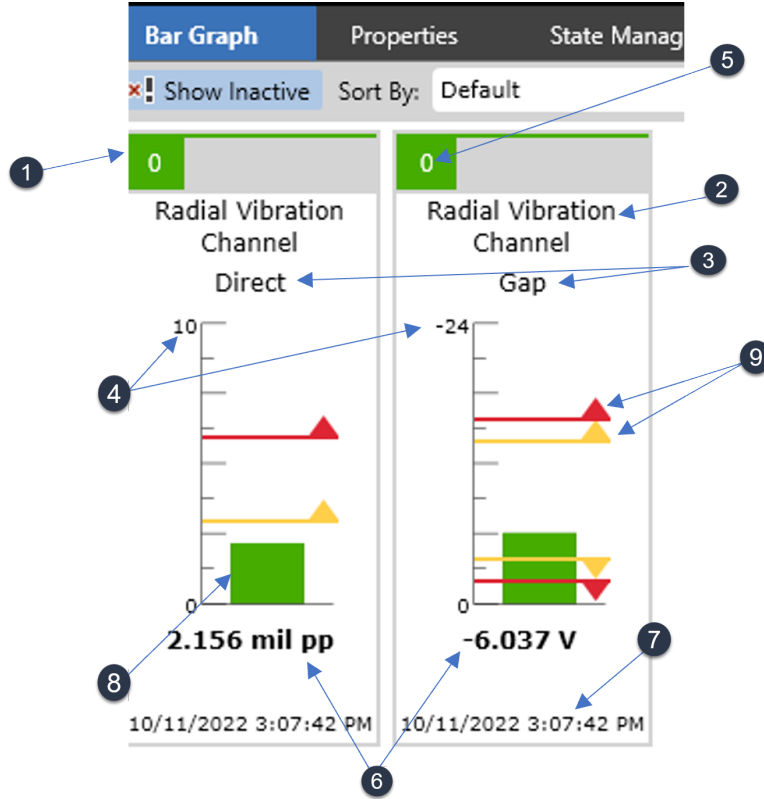 Bar Graph Properties State Manag
Show Inactive Sort By: Default
5
1
0
0
2
Radial Vibration Channel
Radial Vibration Channel
3
Direct
Gap
10
-24
9
4
0
0
2.156 mil pp
-6.037 V
7
8
10/11/2022 3:07:42 PM
10/11/2022 3:07:42 PM
6